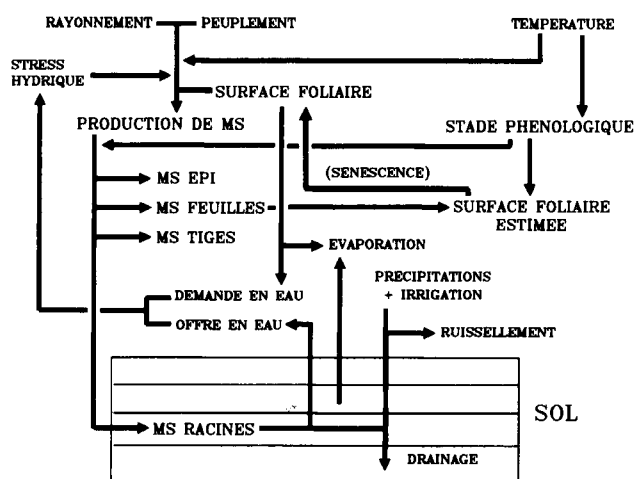 RAYONNEMENT
PEUPLEMENT
TEMPERATURE
STRESS
HYDRIQUE
SURFACE FOLIAIRE
PRODUCTION DE MS
STADE PHENOLOGIQUE
(SENESCENCE)
MS EPI
MS FEUILLES
SURFACE FOLIAIRE
ESTIMEE
MS TIGES
EVAPORATION
PRECIPITATIONS
+ IRRIGATION
DEMANDE EN EAU
OFFRE EN EAU
RUISSELLEMENT
SOL
MS RACINES
DRAINAGE